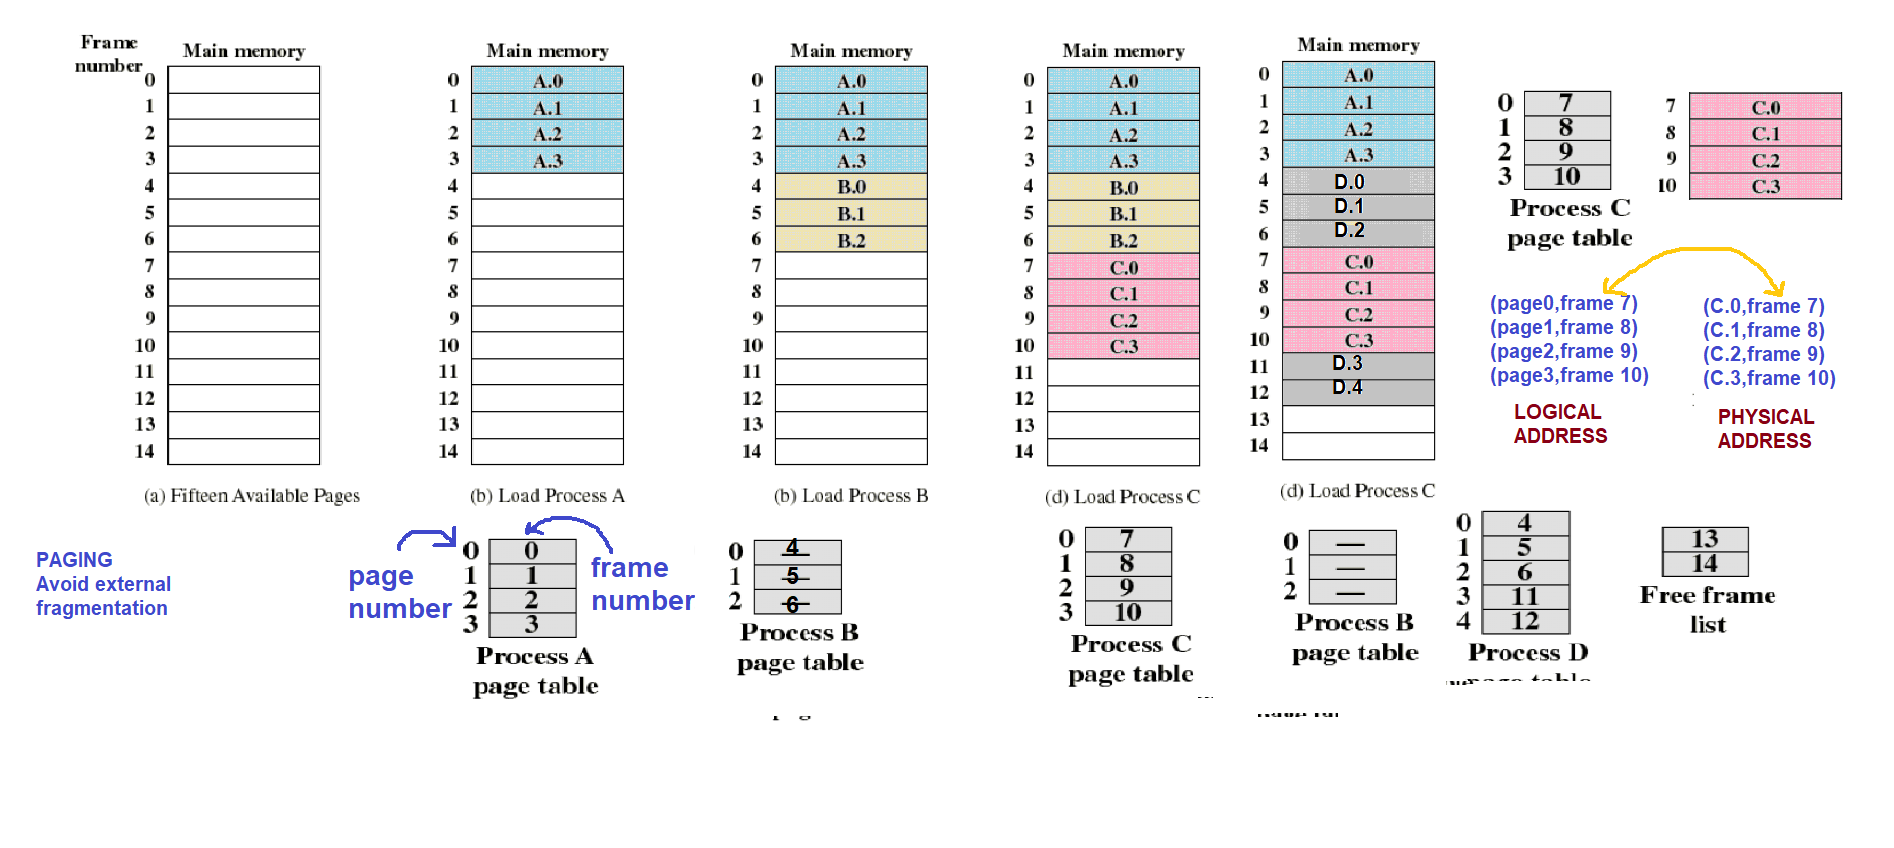 Frame
number
Main memory
0
1
2
3
4
5
6
7
8
9
10
11
12
13
14
(a) Fifteen Available Pages
Main memory
0 A.0
1 A.1
2 A.2
3 A.3
4
5
6
7
8
9
10
11
12
13
14
(b) Load Process A
Main memory
0 A.0
1 A.1
2 A.2
3 A.3
4 B.0
5 B.1
6 B.2
7
8
9
10
11
12
13
14
(b) Load Process B
Main memory
0 A.0
1 A.1
2 A.2
3 A.3
4 B.0
5 B.1
6 B.2
7 C.0
8 C.1
9 C.2
10 C.3
11
12
13
14
(d) Load Process C
Main memory
0 A.0
1 A.1
2 A.2
3 A.3
4 D.0
5 D.1
6 D.2
7 C.0
8 C.1
9 C.2
10 C.3
11 D.3
12 D.4
13
14
(d) Load Process C
0 7
1 8
2 9
3 10
Process C
page table
7 C.0
8 C.1
9 C.2
10 C.3
(page0,frame 7)
(page1,frame 8)
(page2,frame 9)
(page3,frame 10)
LOGICAL
ADDRESS
(C.0,frame 7)
(C.1,frame 8)
(C.2,frame 9)
(C.3,frame 10)
PHYSICAL
ADDRESS
PAGING
Avoid external
fragmentation
page
number
0 0
1 1
2 2
3 3
frame
number
Process A
page table
0 4
1 5
2 6
Process B
page table
0 7
1 8
2 9
3 10
Process C
page table
0 —
1 —
2 —
Process B
page table
0 4
1 5
2 6
3 11
4 12
Process D
page table
13
14
Free frame
list